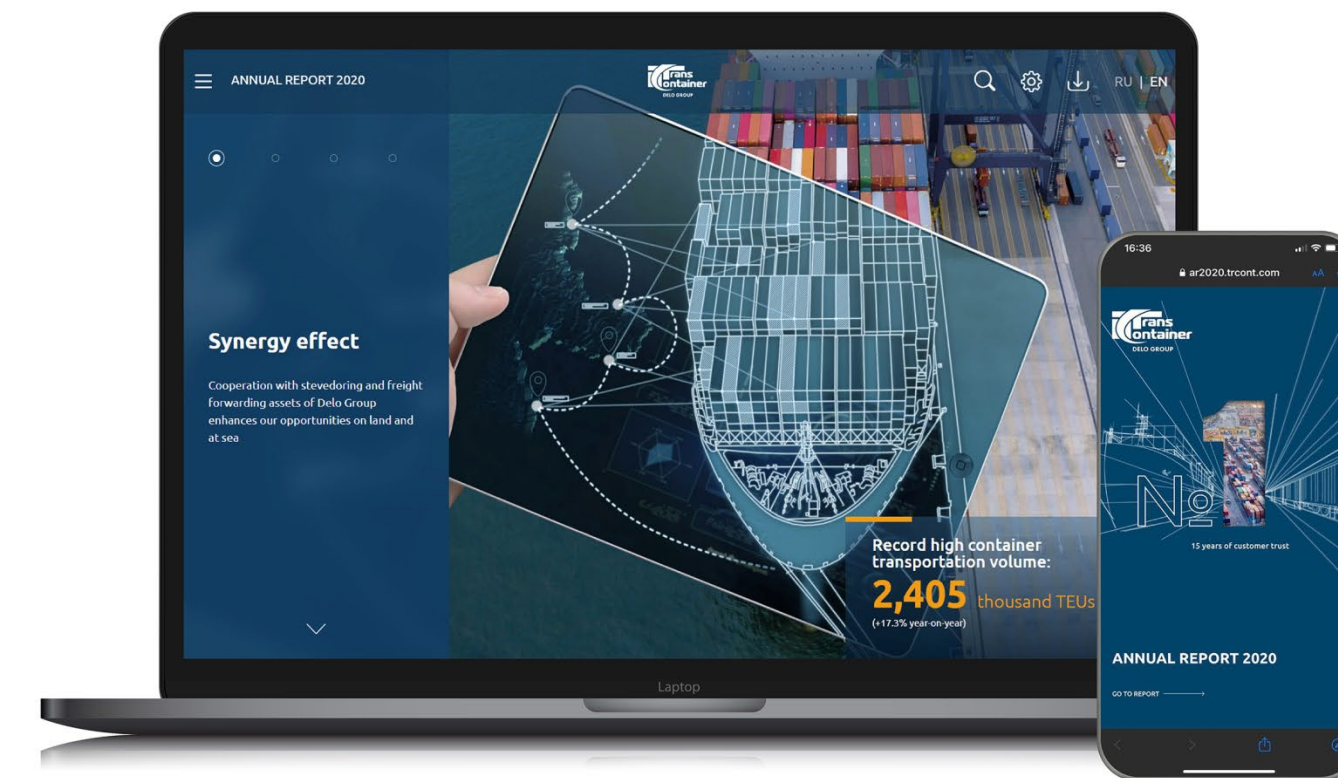 ANNUAL REPORT 2020
Trans
Container
DELO GROUP
RU | EN
Synergy effect
Cooperation with stevedoring and freight
forwarding assets of Delo Group
enhances our opportunities on land and
at sea
Record high container
transportation volume:
2,405 thousand TEUs
(+17.3% year-on-year)
Laptop
16:36
ar2020.trcont.com
AA
Trans
Container
DELO GROUP
№1
15 years of customer trust
ANNUAL REPORT 2020
GO TO REPORT